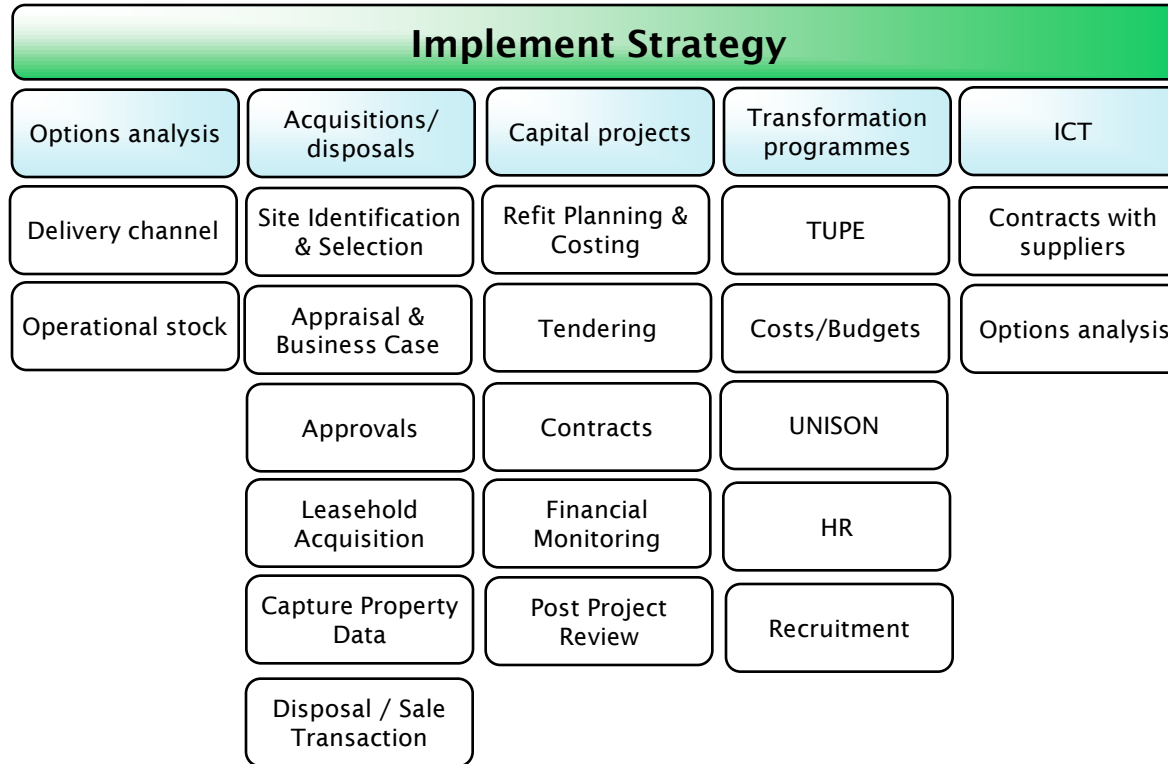 Implement Strategy
Options analysis
Acquisitions/
disposals
Capital projects
Transformation
programmes
ICT
Delivery channel
Site Identification
& Selection
Refit Planning &
Costing
TUPE
Contracts with
suppliers
Operational stock
Appraisal &
Business Case
Tendering
Costs/Budgets
Options analysis
Approvals
Contracts
UNISON
Leasehold
Acquisition
Financial
Monitoring
HR
Capture Property
Data
Post Project
Review
Recruitment
Disposal / Sale
Transaction